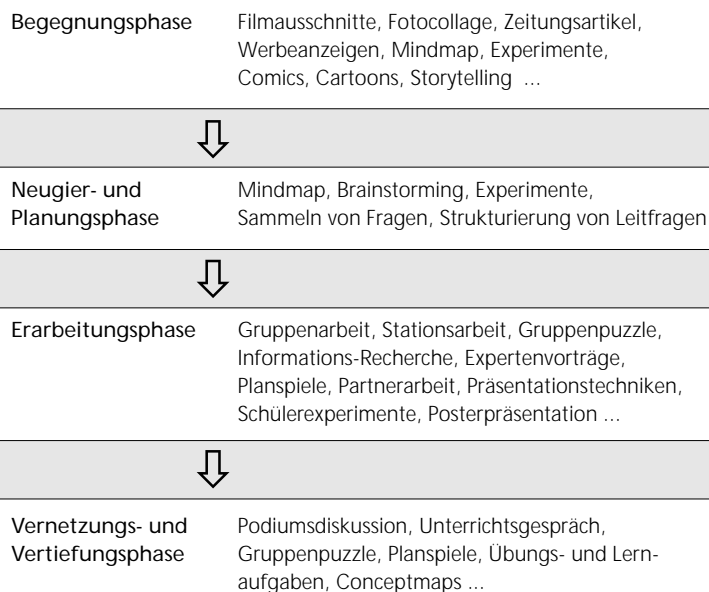 Begegnungsphase Filmausschnitte, Fotocollage, Zeitungsartikel,
Werbeanzeigen, Mindmap, Experimente,
Comics, Cartoons, Storytelling ...
Neugier- und Mindmap, Brainstorming, Experimente,
Planungsphase Sammeln von Fragen, Strukturierung von Leitfragen
Erarbeitungsphase Gruppenarbeit, Stationsarbeit, Gruppenpuzzle,
Informations-Recherche, Expertenvorträge,
Planspiele, Partnerarbeit, Präsentationstechniken,
Schülerexperimente, Posterpräsentation ...
Vernetzungs- und Podiumsdiskussion, Unterrichtsgespräch,
Vertiefungsphase Gruppenpuzzle, Planspiele, Übungs- und Lern-
aufgaben, Conceptmaps ...